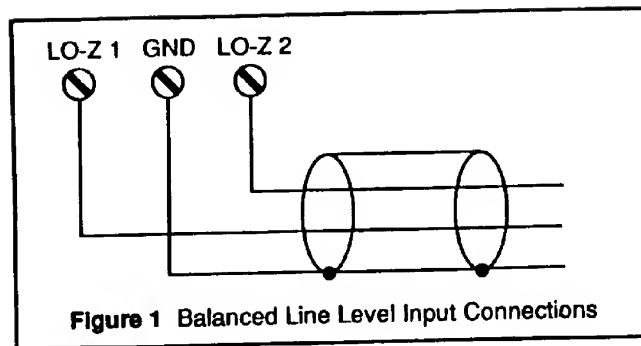 LO-Z 1 GND LO-Z 2
Figure 1 Balanced Line Level Input Connections